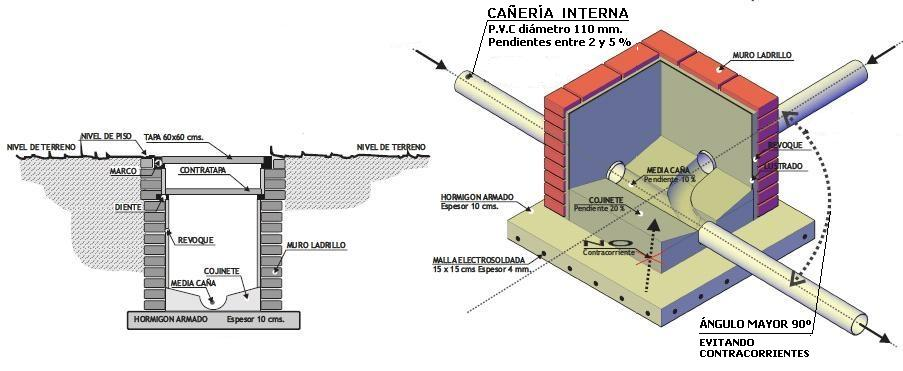 NIVEL DE TERRENO
NIVEL DE PISO
TAPA 60x60 cms.
NIVEL DE TERRENO
MARCO
CONTRATAPA
DIENTE
REVOQUE
MURO LADRILLO
COJINETE
MEDIA CAÑA
HORMIGON ARMADO Espesor 10 cms.
CAÑERÍA INTERNA
P.V.C diámetro 110 mm.
Pendientes entre 2 y 5 %
MURO LADRILLO
REVOQUE
LUSTRADO
MEDIA CAÑA
Pendiente 10 %
COJINETE
Pendiente 20 %
HORMIGON ARMADO
Espesor 10 cms.
NO
Contracorriente
MALLA ELECTROSOLDADA
15 x 15 cms Espesor 4 mm.
ÁNGULO MAYOR 90º
EVITANDO
CONTRACORRIENTES